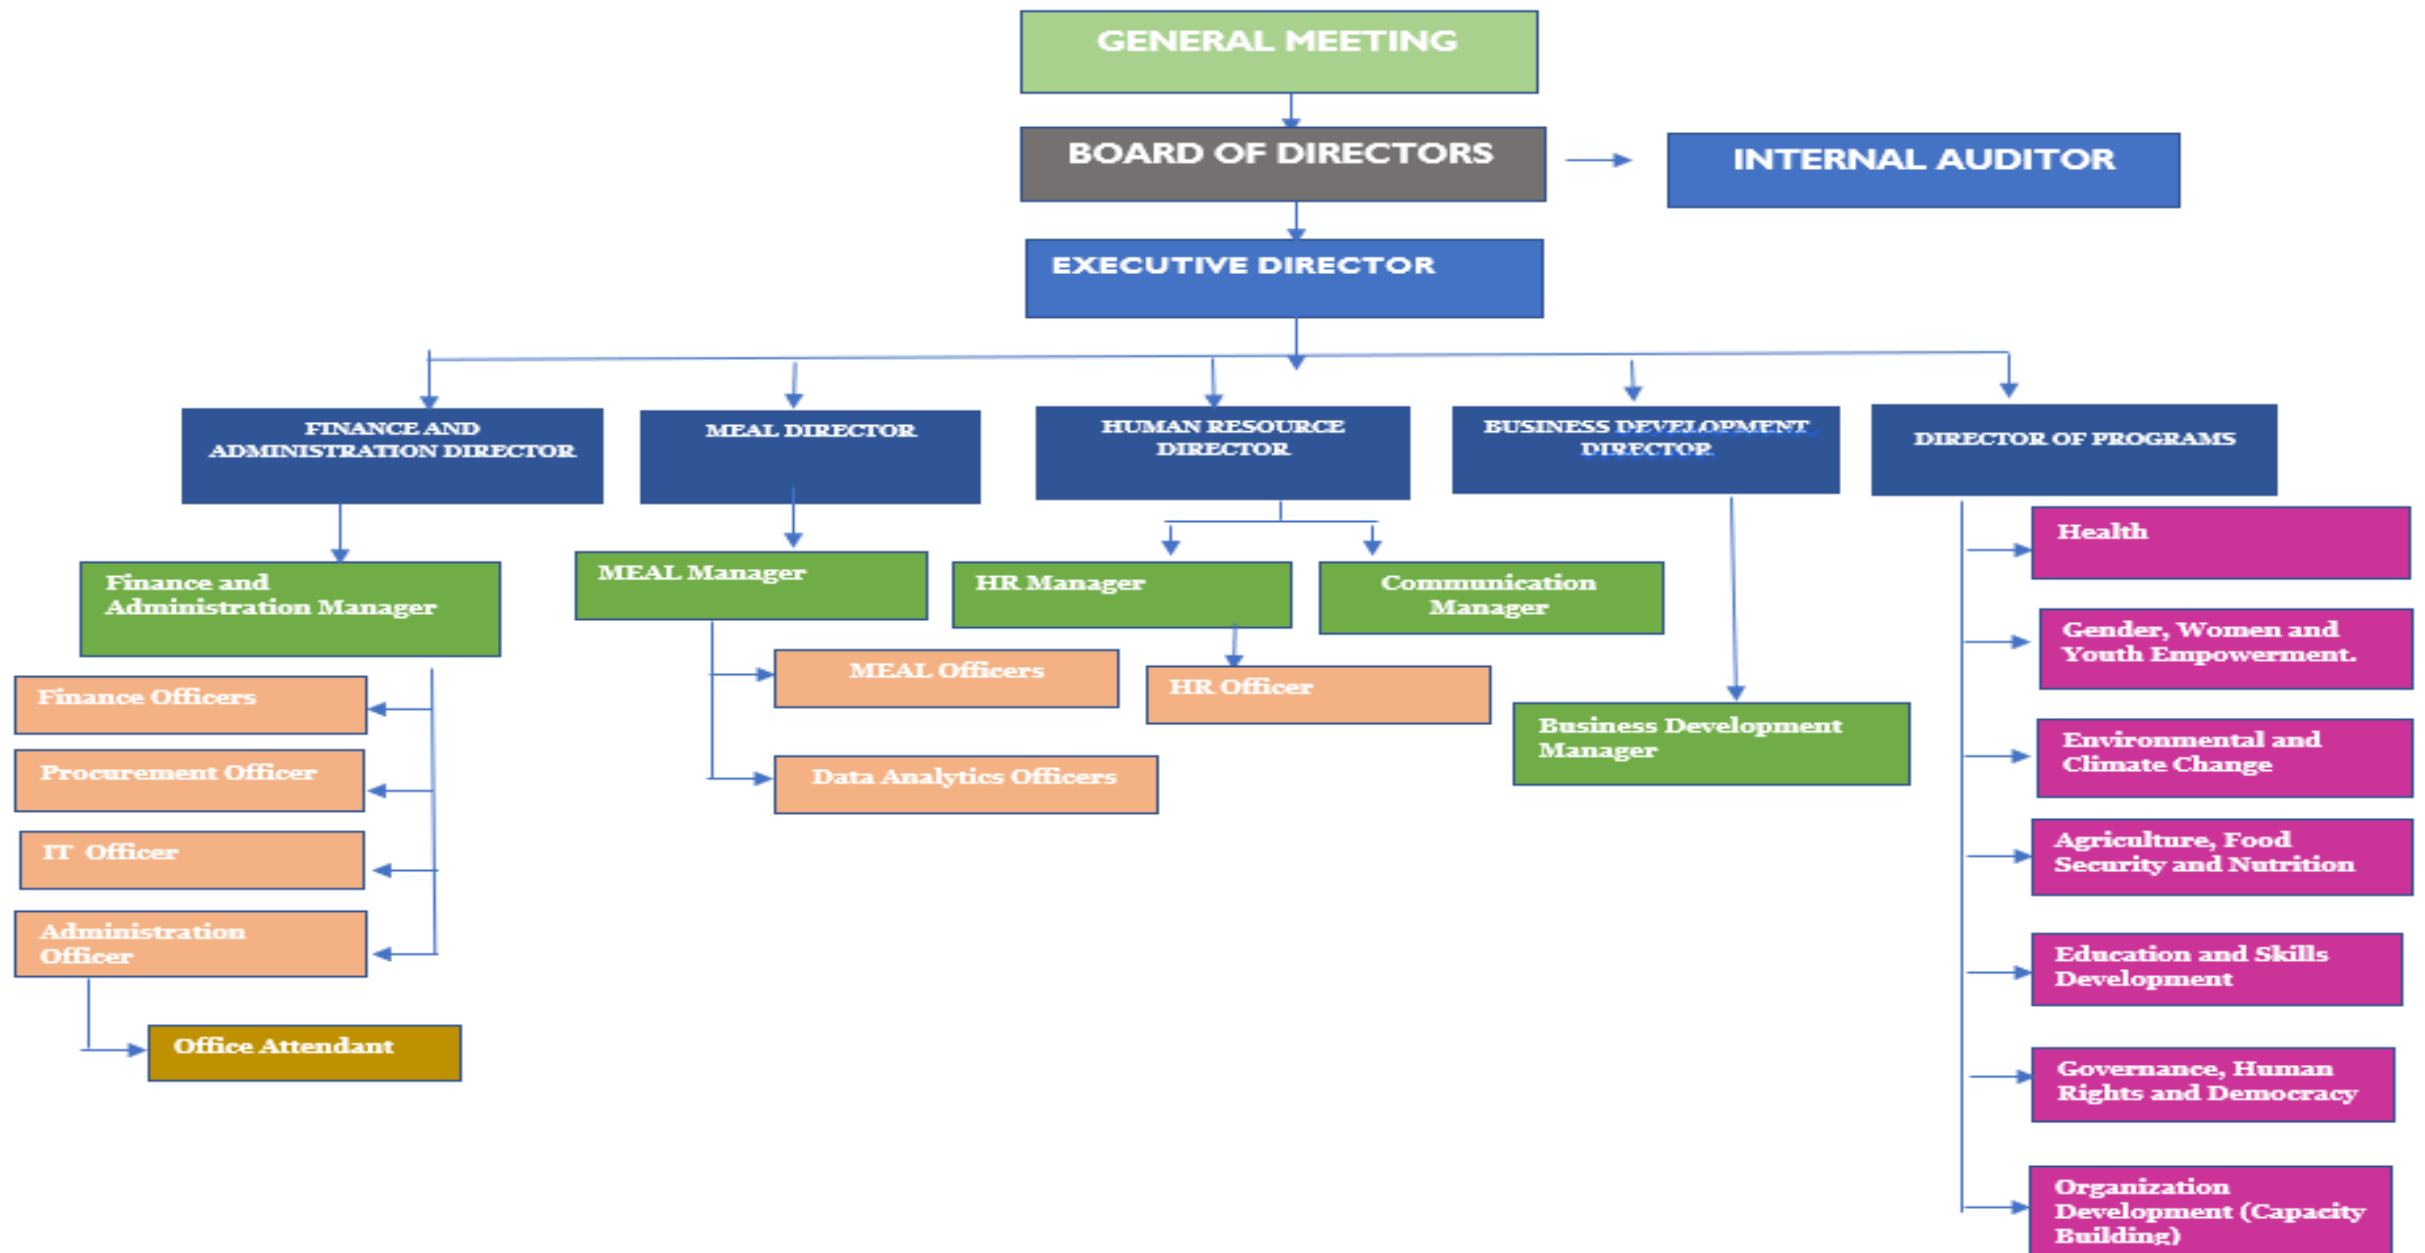 GENERAL MEETING
BOARD OF DIRECTORS
INTERNAL AUDITOR
EXECUTIVE DIRECTOR
FINANCE AND
ADMINISTRATION DIRECTOR
MEAL DIRECTOR
HUMAN RESOURCE
DIRECTOR
BUSINESS DEVELOPMENT
DIRECTOR
DIRECTOR OF PROGRAMS
Finance and
Administration Manager
Finance Officers
Procurement Officer
IT Officer
Administration
Officer
Office Attendant
MEAL Manager
MEAL Officers
Data Analytics Officers
HR Manager
HR Officer
Communication
Manager
Business Development
Manager
Health
Gender, Women and
Youth Empowerment.
Environmental and
Climate Change
Agriculture, Food
Security and Nutrition
Education and Skills
Development
Governance, Human
Rights and Democracy
Organization
Development (Capacity
Building)